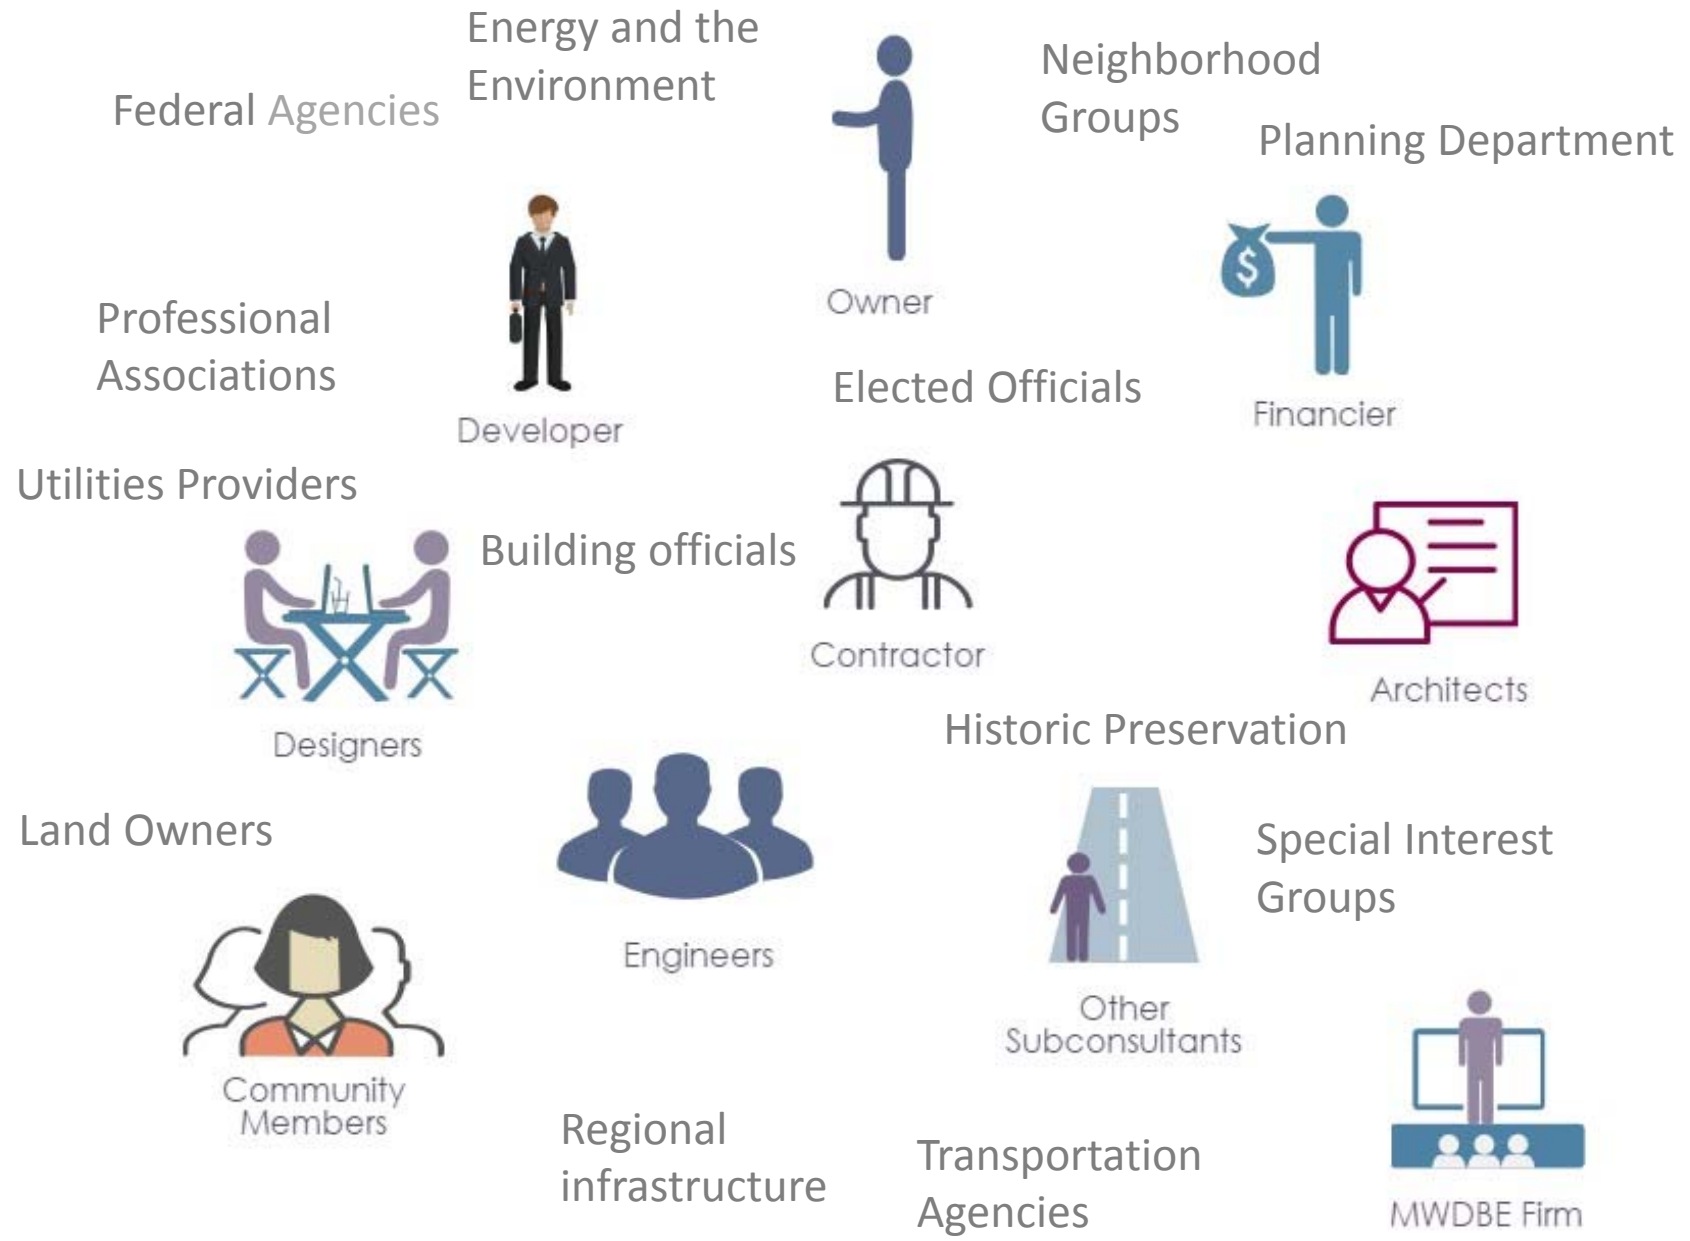 Energy and the
Environment
Neighborhood
Groups
Federal Agencies
Planning Department
$
Owner
Professional
Associations
Elected Officials
Financier
Developer
Utilities Providers
Building officials
Contractor
Architects
Designers
Historic Preservation
Land Owners
Special Interest
Groups
Engineers
Other
Subconsultants
Community
Members
Regional
infrastructure
Transportation
Agencies
MWDBE Firm